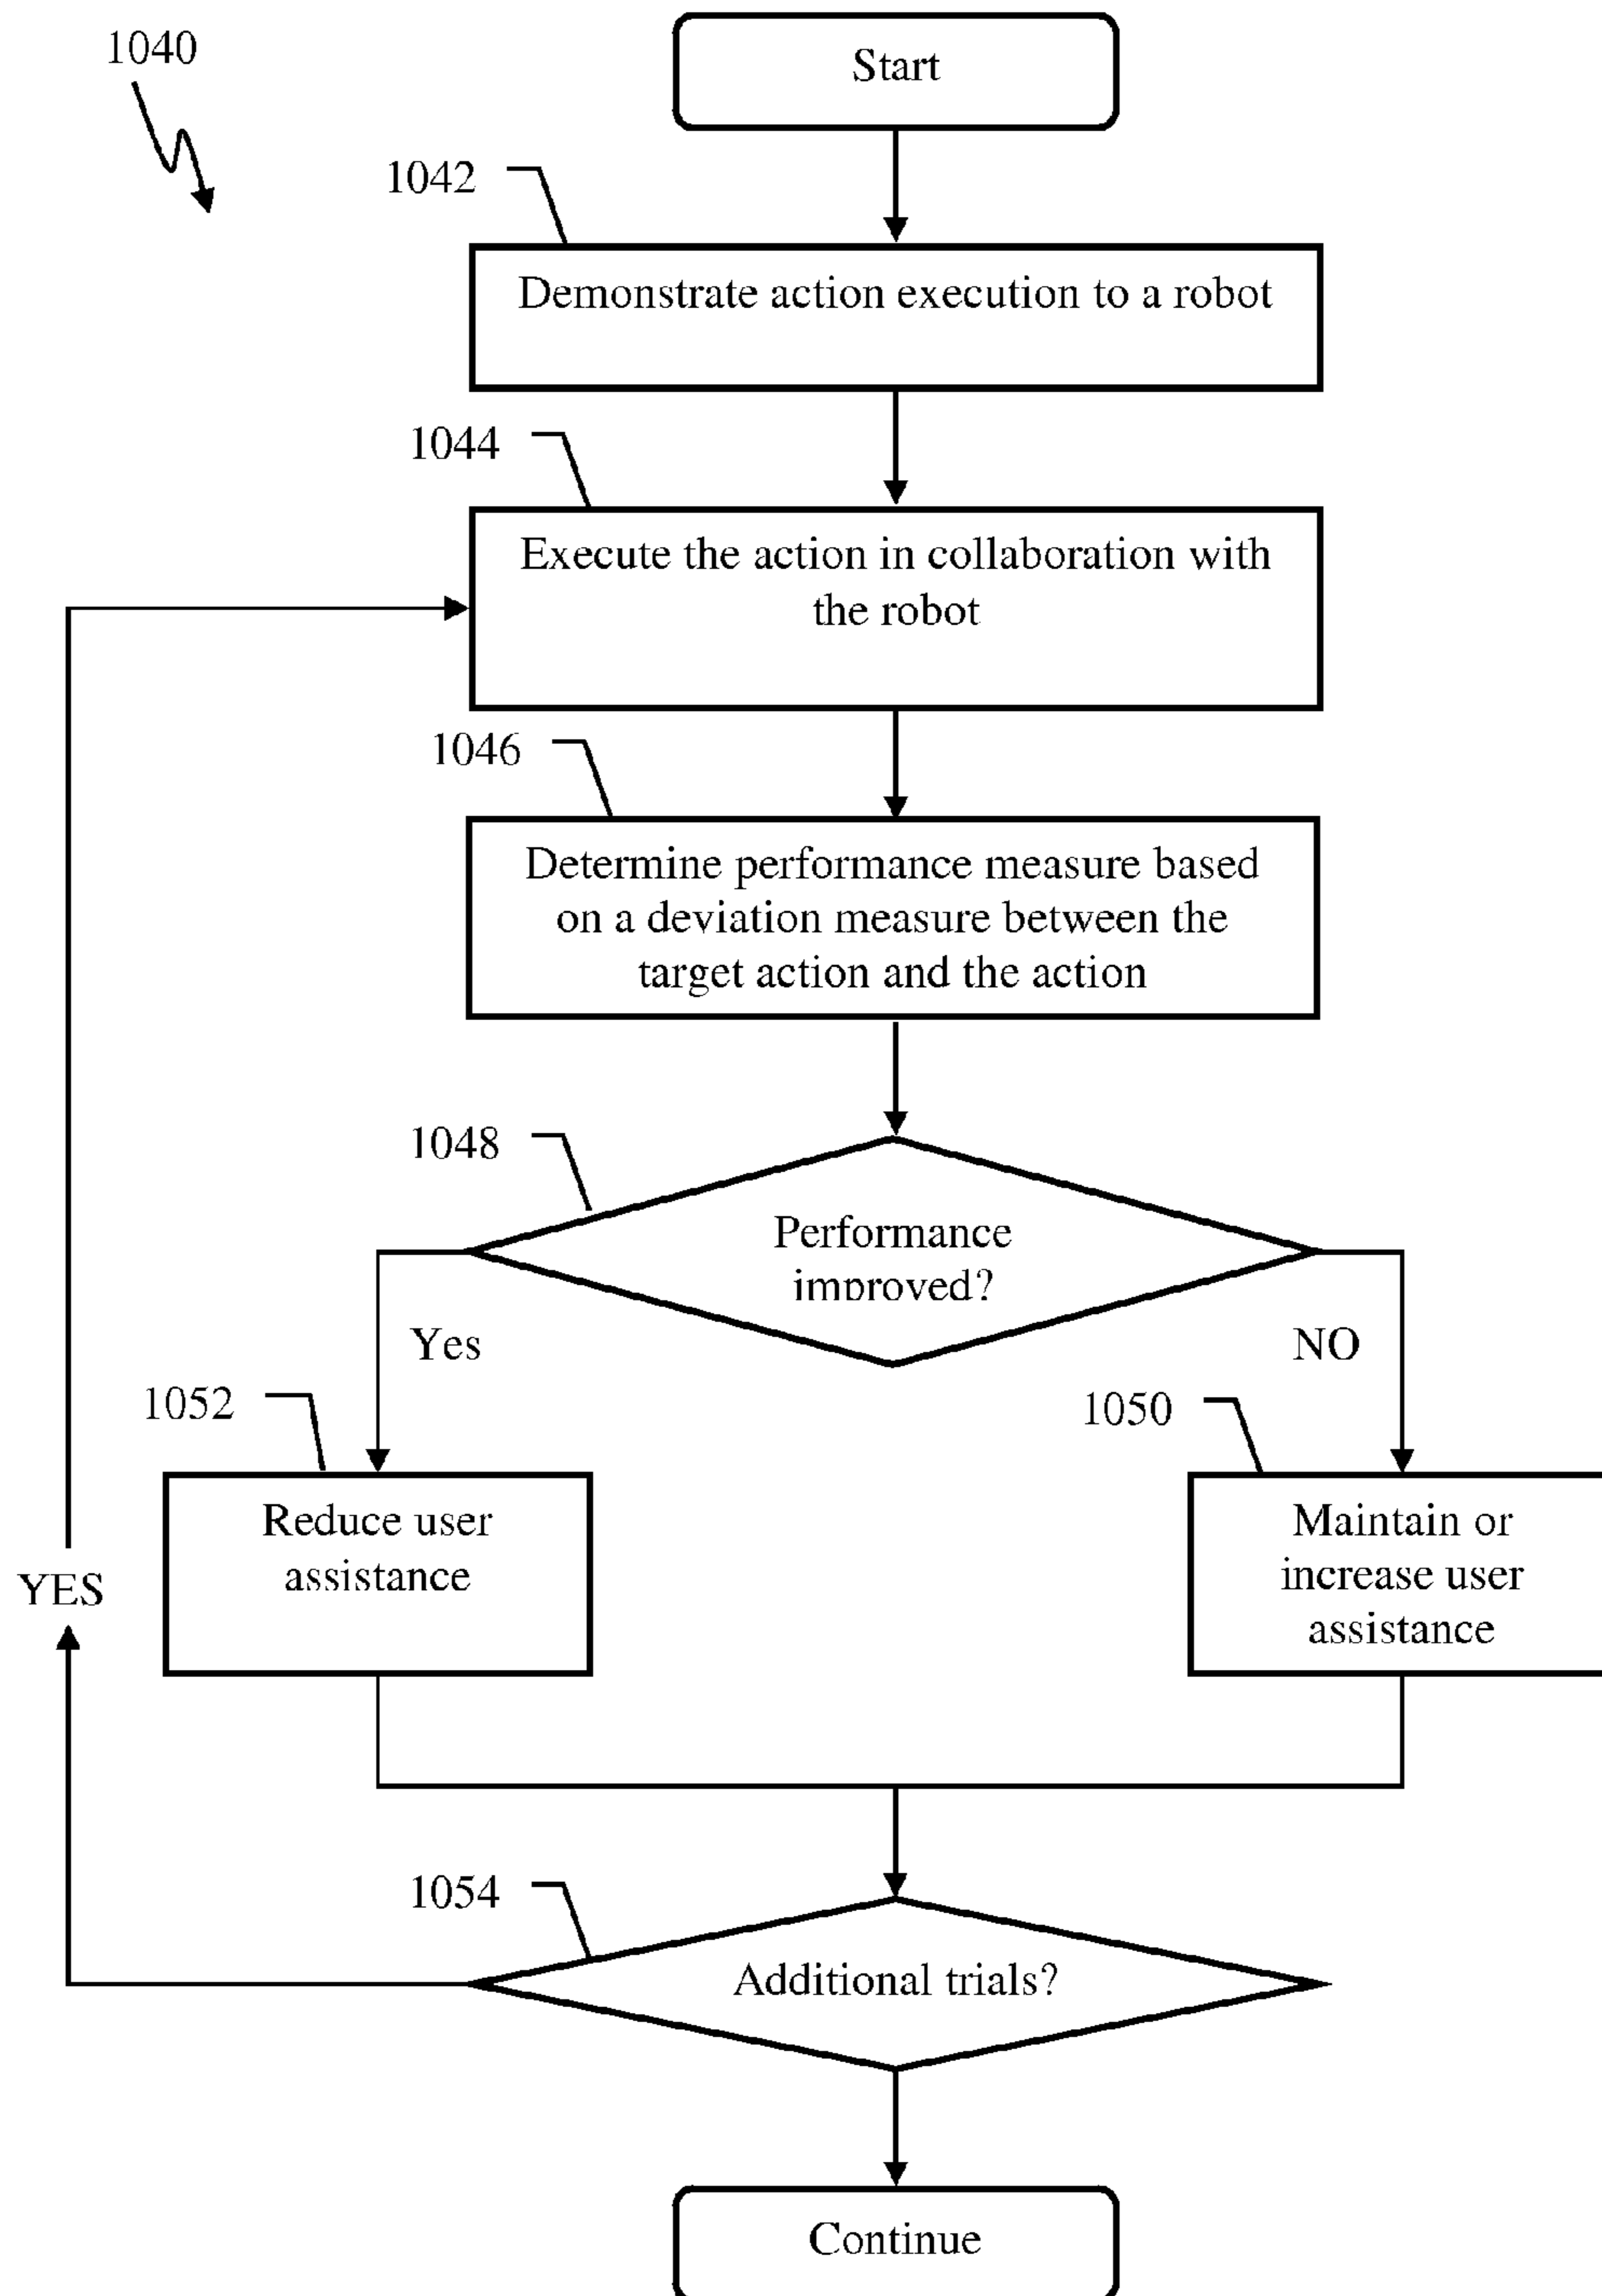 1040
Start
1042
Demonstrate action execution to a robot
1044
Execute the action in collaboration with
the robot
1046
Determine performance measure based
on a deviation measure between the
target action and the action
1048
Performance
improved?
Yes
NO
1052
1050
Reduce user
assistance
Maintain or
increase user
assistance
YES
1054
Additional trials?
Continue